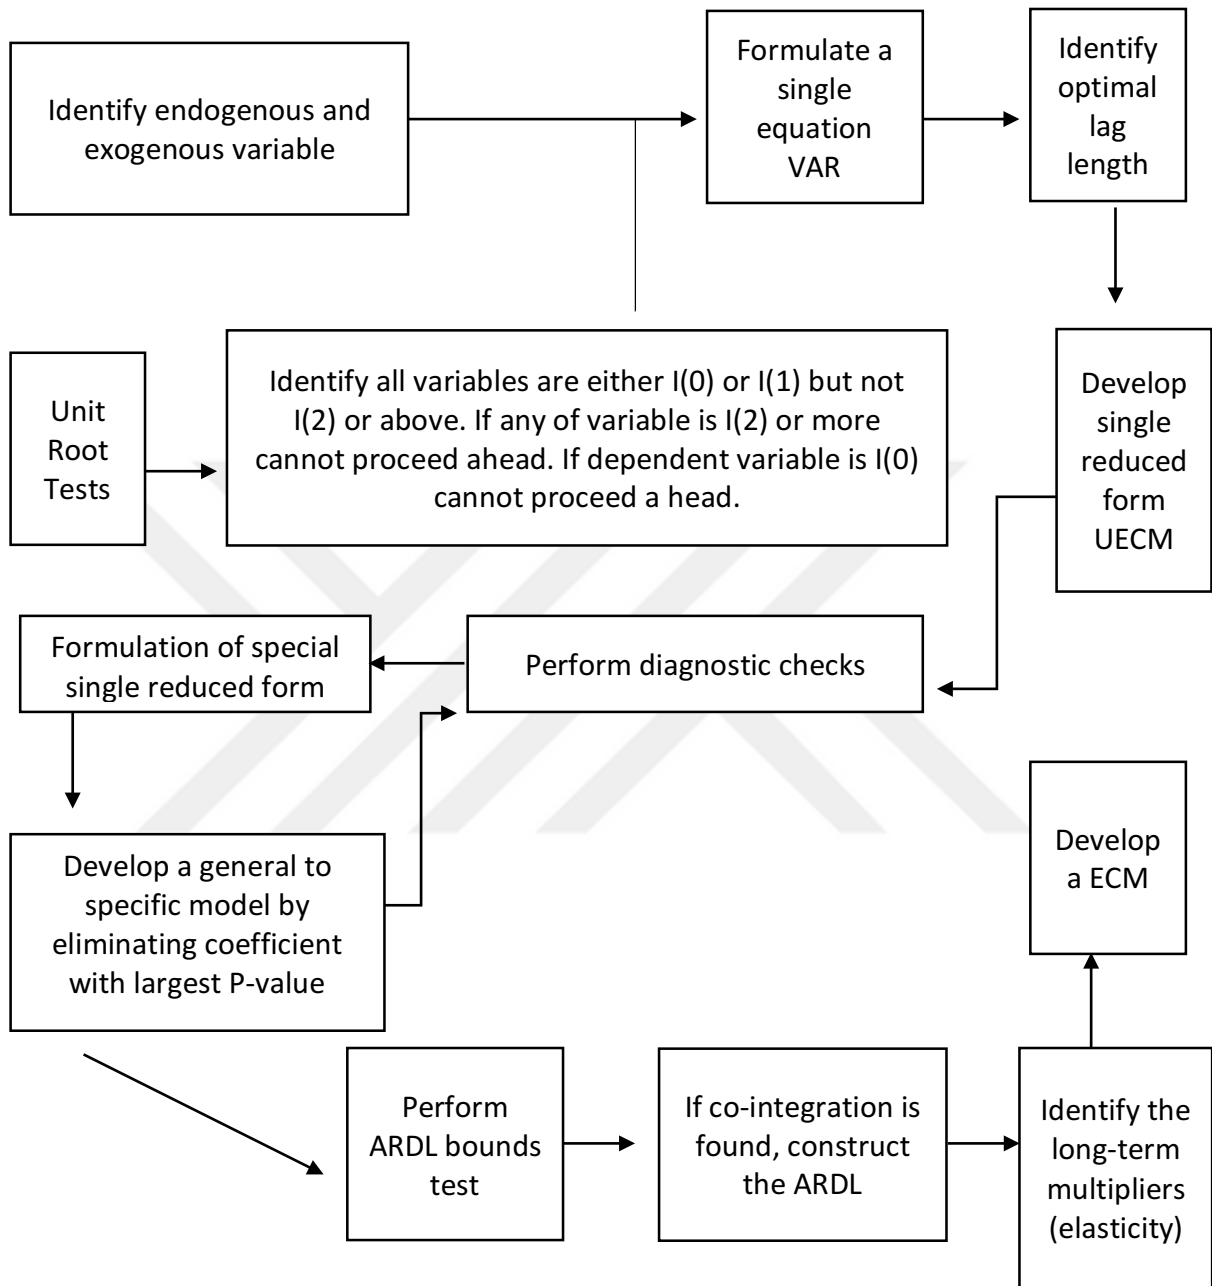 Identify endogenous and
exogenous variable
Formulate a
single
equation
VAR
Identify
optimal
lag
length
Unit
Root
Tests
Identify all variables are either I(0) or I(1) but not
I(2) or above. If any of variable is I(2) or more
cannot proceed ahead. If dependent variable is I(0)
cannot proceed a head.
Develop
single
reduced
form
UECM
Formulation of special
single reduced form
Perform diagnostic checks
Develop a general to
specific model by
eliminating coefficient
with largest P-value
Develop
a ECM
Perform
ARDL bounds
test
If co-integration is
found, construct
the ARDL
Identify the
long-term
multipliers
(elasticity)